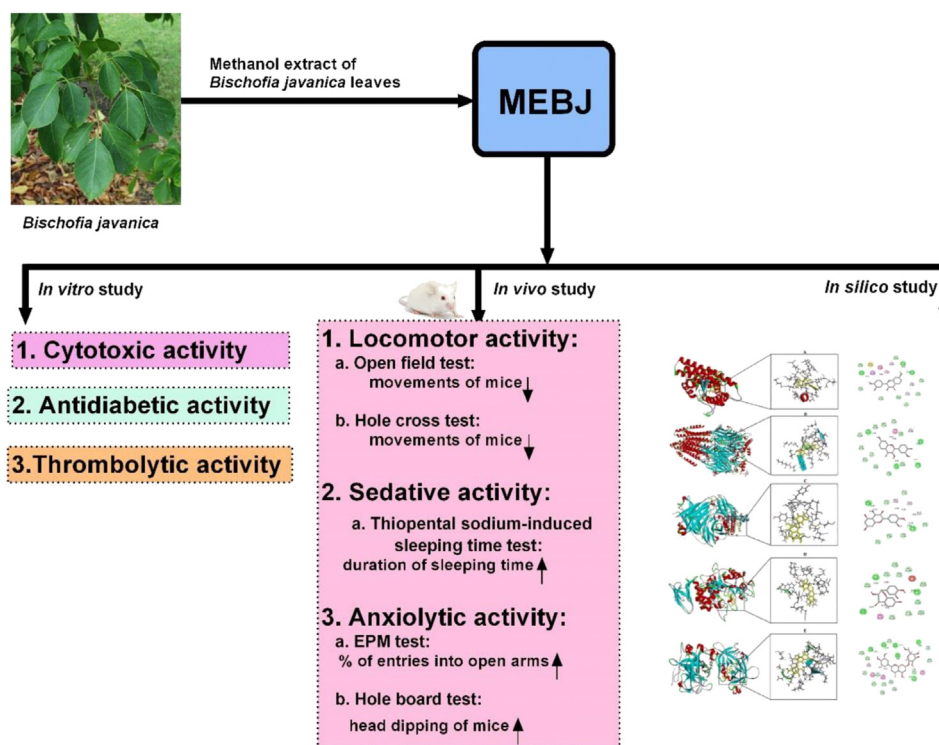 Methanol extract of
Bischofia javanica leaves
MEBJ
Bischofia javanica
In vitro study
In vivo study
In silico study
1. Cytotoxic activity
2. Antidiabetic activity
3.Thrombolytic activity
1. Locomotor activity:
a. Open field test:
movements of mice
b. Hole cross test:
movements of mice
2. Sedative activity:
a. Thiopental sodium-induced
sleeping time test:
duration of sleeping time
3. Anxiolytic activity:
a. EPM test:
% of entries into open arms
b. Hole board test:
head dipping of mice
A
B
C
D
E